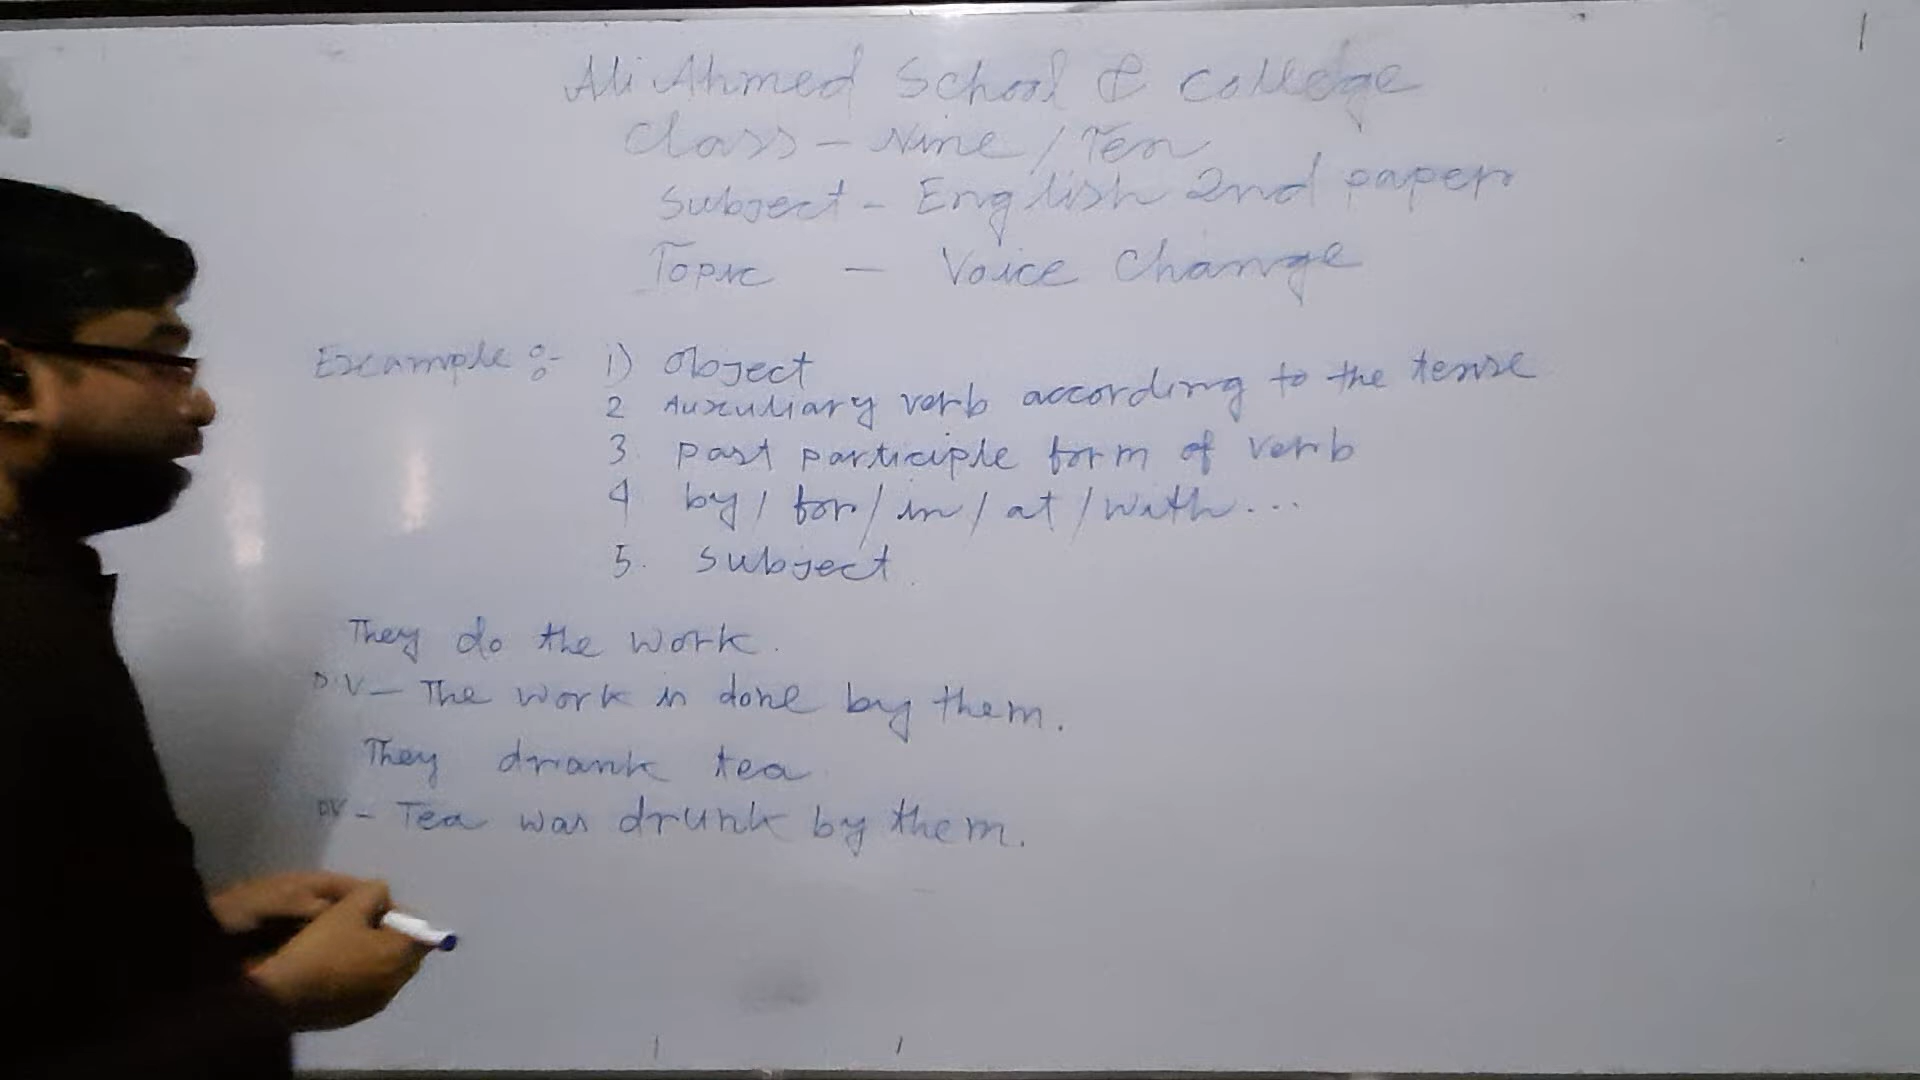 Ali Ahmed School & College
Class - Nine / Ten
Subject - English 2nd paper
Topic - Voice Change
Example :- 1) Object
2 Auxuliary verb according to the tense
3. past participle form of verb
4 by / for / in / at / with ...
5. Subject
They do the work.
P.V - The work is done by them.
They drank tea
PV - Tea was drunk by them.